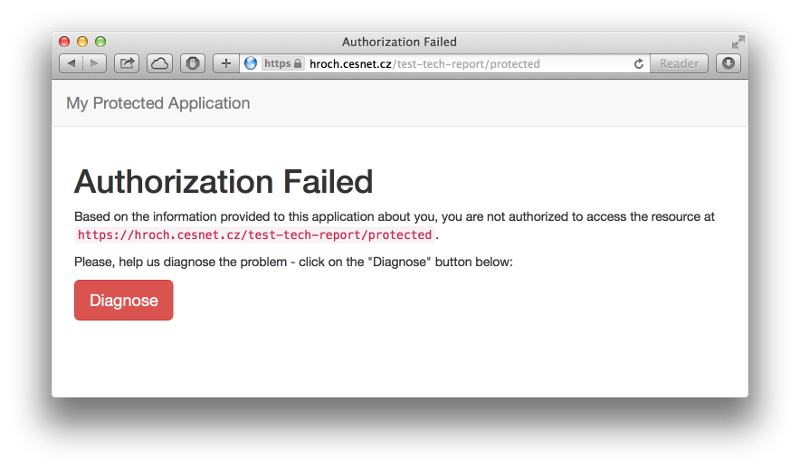 Authorization Failed
https hroch.cesnet.cz/test-tech-report/protected Reader
My Protected Application
Authorization Failed
Based on the information provided to this application about you, you are not authorized to access the resource at
https://hroch.cesnet.cz/test-tech-report/protected.
Please, help us diagnose the problem - click on the "Diagnose" button below:
Diagnose